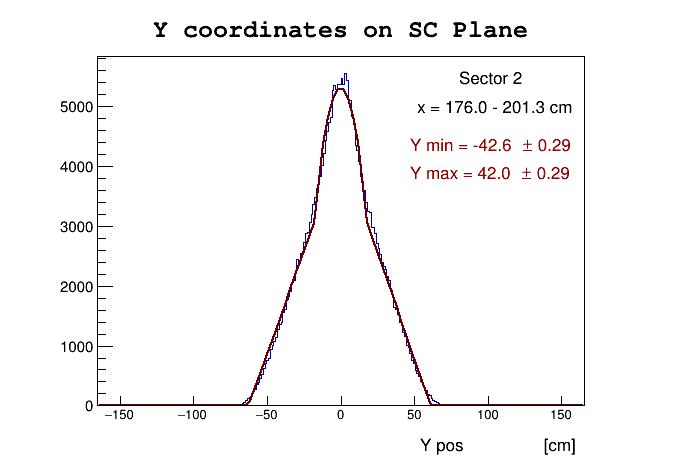 Y coordinates on SC Plane
Sector 2
x = 176.0 - 201.3 cm
Y min = -42.6 ± 0.29
Y max = 42.0 ± 0.29
5000
4000
3000
2000
1000
0
−150 −100 −50 0 50 100 150
Y pos [cm]